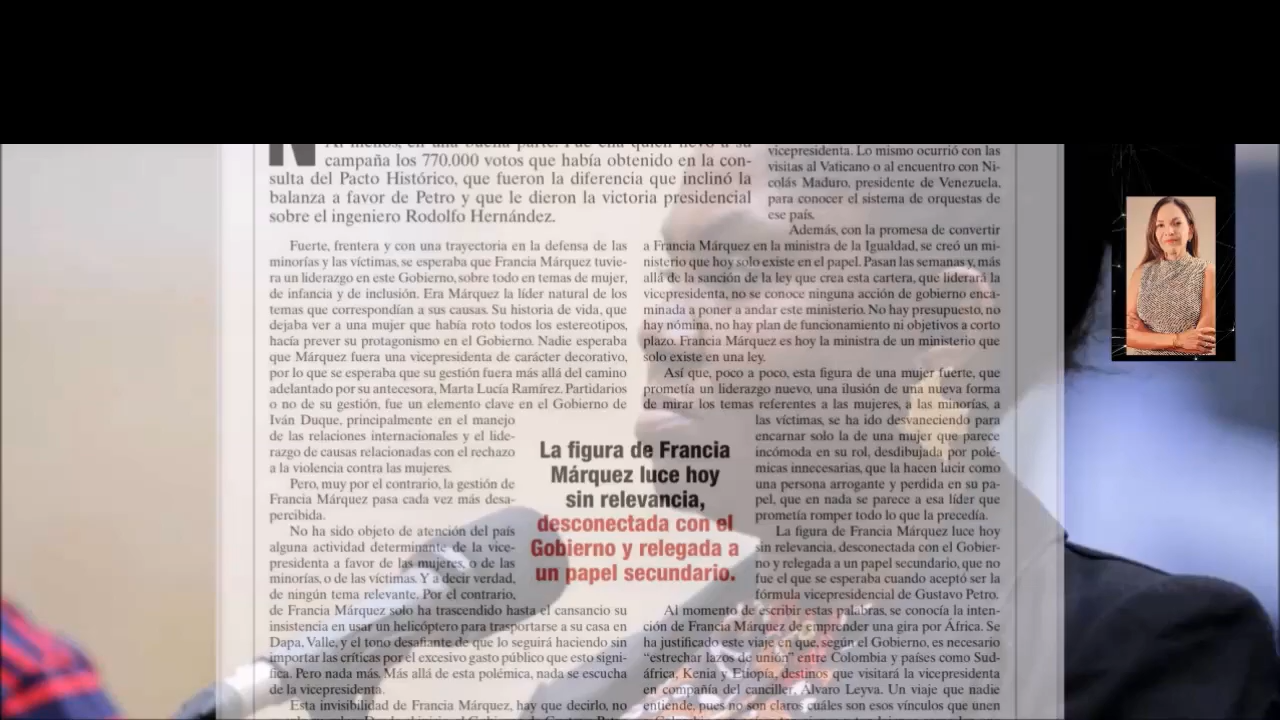 N
Al menos, en una buena parte. Fue ella quien llevó a su
campaña los 770.000 votos que había obtenido en la con-
sulta del Pacto Histórico, que fueron la diferencia que inclinó la
balanza a favor de Petro y que le dieron la victoria presidencial
sobre el ingeniero Rodolfo Hernández.
Fuerte, frentera y con una trayectoria en la defensa de las
minorías y las víctimas, se esperaba que Francia Márquez tuvie-
ra un liderazgo en este Gobierno, sobre todo en temas de mujer,
de infancia y de inclusión. Era Márquez la líder natural de los
temas que correspondían a sus causas. Su historia de vida, que
dejaba ver a una mujer que había roto todos los estereotipos,
hacía prever su protagonismo en el Gobierno. Nadie esperaba
que Márquez fuera una vicepresidenta de carácter decorativo,
por lo que se esperaba que su gestión fuera más allá del camino
adelantado por su antecesora, Marta Lucía Ramírez. Partidarios
o no de su gestión, fue un elemento clave en el Gobierno de
Iván Duque, principalmente en el manejo
de las relaciones internacionales y el lide-
razgo de causas relacionadas con el rechazo
a la violencia contra las mujeres.
Pero, muy por el contrario, la gestión de
Francia Márquez pasa cada vez más desa-
percibida.
No ha sido objeto de atención del país
alguna actividad determinante de la vice-
presidenta a favor de las mujeres, o de las
minorías, o de las víctimas. Y a decir verdad,
de ningún tema relevante. Por el contrario,
de Francia Márquez solo ha trascendido hasta el cansancio su
insistencia en usar un helicóptero para trasportarse a su casa en
Dapa, Valle, y el tono desafiante de que lo seguirá haciendo sin
importar las críticas por el excesivo gasto público que esto signi-
fica. Pero nada más. Más allá de esta polémica, nada se escucha
de la vicepresidenta.
Esta invisibilidad de Francia Márquez, hay que decirlo, no
La figura de Francia
Márquez luce hoy
sin relevancia,
desconectada con el
Gobierno y relegada a
un papel secundario.
vicepresidenta. Lo mismo ocurrió con las
visitas al Vaticano o al encuentro con Ni-
colás Maduro, presidente de Venezuela,
para conocer el sistema de orquestas de
ese país.
Además, con la promesa de convertir
a Francia Márquez en la ministra de la Igualdad, se creó un mi-
nisterio que hoy solo existe en el papel. Pasan las semanas y, más
allá de la sanción de la ley que crea esta cartera, que liderará la
vicepresidenta, no se conoce ninguna acción de gobierno enca-
minada a poner a andar este ministerio. No hay presupuesto, no
hay nómina, no hay plan de funcionamiento ni objetivos a corto
plazo. Francia Márquez es hoy la ministra de un ministerio que
solo existe en una ley.
Así que, poco a poco, esta figura de una mujer fuerte, que
prometía un liderazgo nuevo, una ilusión de una nueva forma
de mirar los temas referentes a las mujeres, a las minorías, a
las víctimas, se ha ido desvaneciendo para
encarnar solo la de una mujer que parece
incómoda en su rol, desdibujada por polé-
micas innecesarias, que la hacen lucir como
una persona arrogante y perdida en su pa-
pel, que en nada se parece a esa líder que
prometía romper todo lo que la precedía.
La figura de Francia Márquez luce hoy
sin relevancia, desconectada con el Gobier-
no y relegada a un papel secundario, que no
fue el que se esperaba cuando aceptó ser la
fórmula vicepresidencial de Gustavo Petro.
Al momento de escribir estas palabras, se conocía la inten-
ción de Francia Márquez de emprender una gira por África. Se
ha justificado este viaje en que, según el Gobierno, es necesario
“estrechar lazos de unión” entre Colombia y países como Sud-
áfrica, Kenia y Etiopía, destinos que visitará la vicepresidenta
en compañía del canciller, Álvaro Leyva. Un viaje que nadie
entiende, pues no son claros cuáles son esos vínculos que unen